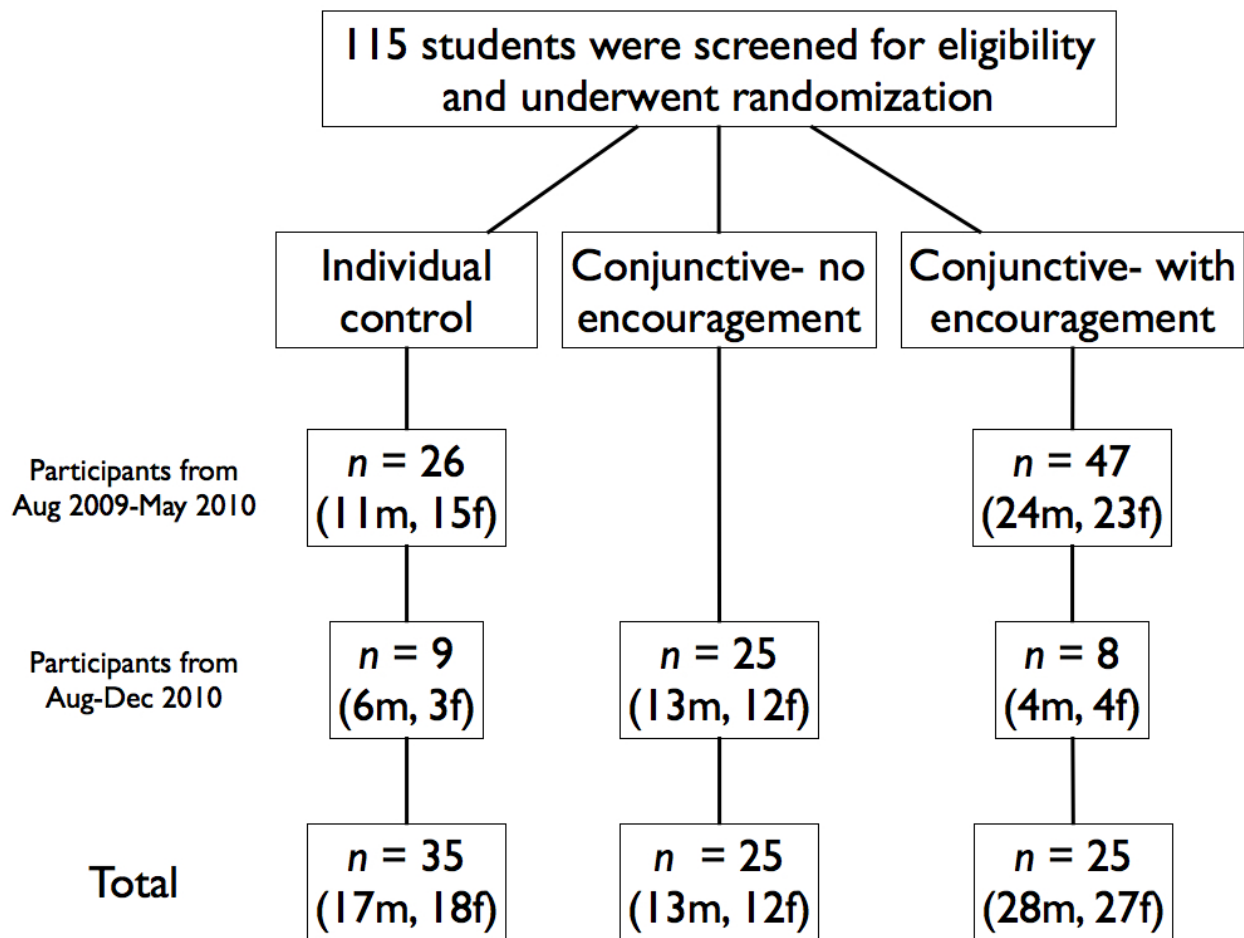 115 students were screened for eligibility
and underwent randomization
Individual
control
Conjunctive- no
encouragement
Conjunctive- with
encouragement
Participants from
Aug 2009-May 2010
n = 26
(11m, 15f)
n = 47
(24m, 23f)
Participants from
Aug-Dec 2010
n = 9
(6m, 3f)
n = 25
(13m, 12f)
n = 8
(4m, 4f)
Total
n = 35
(17m, 18f)
n = 25
(13m, 12f)
n = 25
(28m, 27f)